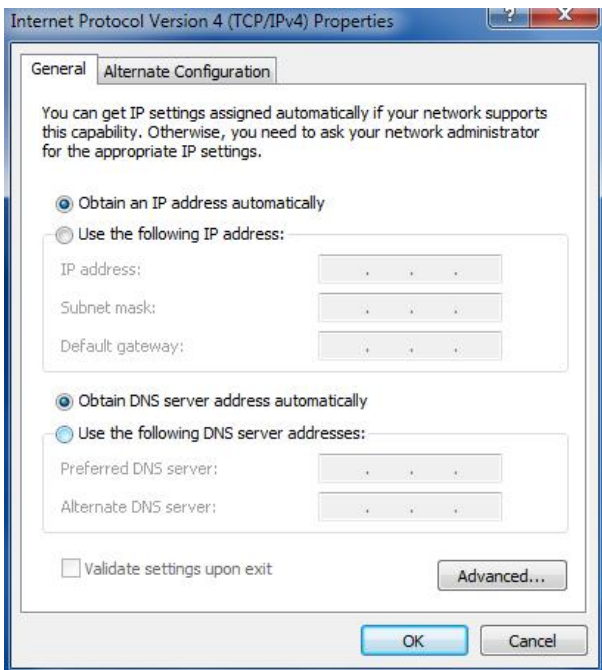 Internet Protocol Version 4 (TCP/IPv4) Properties
General
Alternate Configuration
You can get IP settings assigned automatically if your network supports
this capability. Otherwise, you need to ask your network administrator
for the appropriate IP settings.
Obtain an IP address automatically
Use the following IP address:
IP address:
Subnet mask:
Default gateway:
Obtain DNS server address automatically
Use the following DNS server addresses:
Preferred DNS server:
Alternate DNS server:
Validate settings upon exit
Advanced...
OK
Cancel